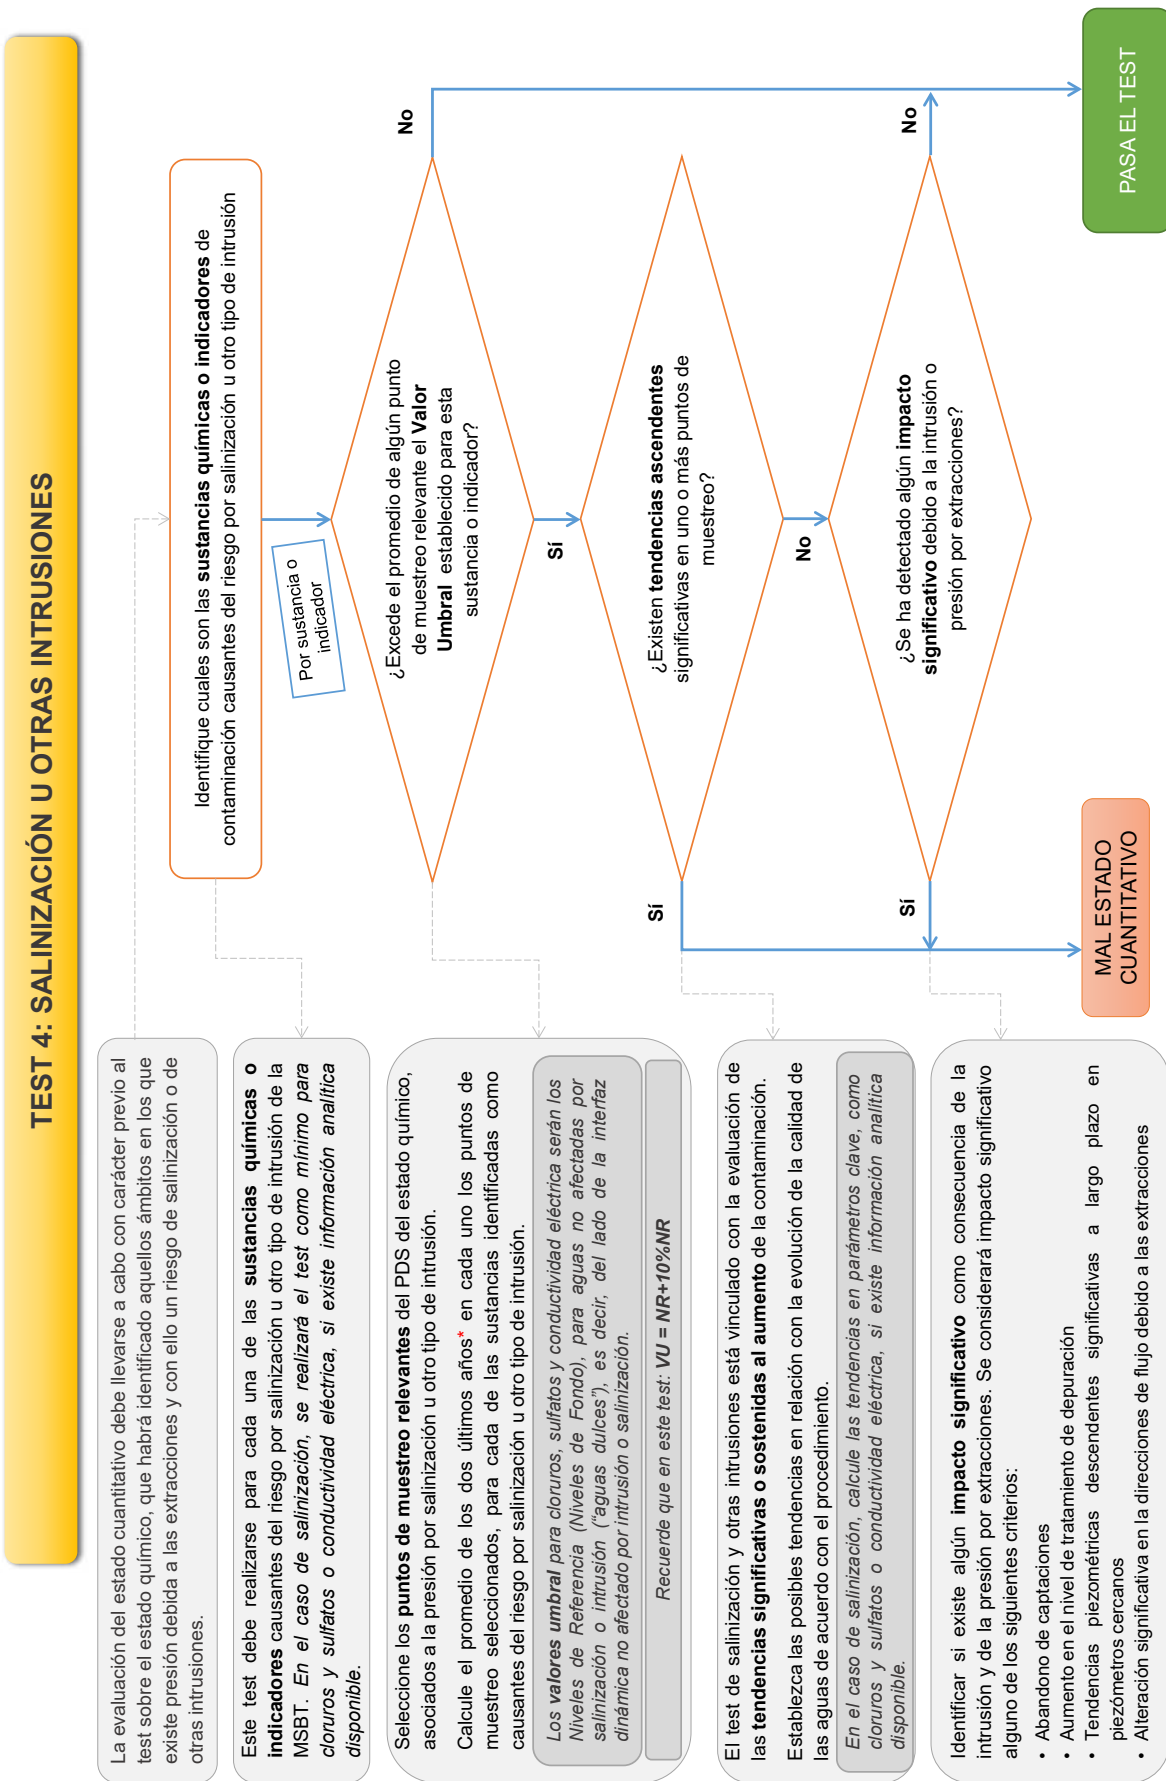 TEST 4: SALINIZACIÓN U OTRAS INTRUSIONES
La evaluación del estado cuantitativo debe llevarse a cabo con carácter previo al
test sobre el estado químico, que habrá identificado aquellos ámbitos en los que
existe presión debida a las extracciones y con ello un riesgo de salinización o de
otras intrusiones.
Este test debe realizarse para cada una de las sustancias químicas o
indicadores causantes del riesgo por salinización u otro tipo de intrusión de la
MSBT. En el caso de salinización, se realizará el test como mínimo para
cloruros y sulfatos o conductividad eléctrica, si existe información analítica
disponible.
Seleccione los puntos de muestreo relevantes del PDS del estado químico,
asociados a la presión por salinización u otro tipo de intrusión.
Calcule el promedio de los dos últimos años* en cada uno los puntos de
muestreo seleccionados, para cada de las sustancias identificadas como
causantes del riesgo por salinización u otro tipo de intrusión.
Los valores umbral para cloruros, sulfatos y conductividad eléctrica serán los
Niveles de Referencia (Niveles de Fondo), para aguas no afectadas por
salinización o intrusión (“aguas dulces”), es decir, del lado de la interfaz
dinámica no afectado por intrusión o salinización.
Recuerde que en este test: VU = NR+10%NR
El test de salinización y otras intrusiones está vinculado con la evaluación de
las tendencias significativas o sostenidas al aumento de la contaminación.
Establezca las posibles tendencias en relación con la evolución de la calidad de
las aguas de acuerdo con el procedimiento.
En el caso de salinización, calcule las tendencias en parámetros clave, como
cloruros y sulfatos o conductividad eléctrica, si existe información analítica
disponible.
Identificar si existe algún impacto significativo como consecuencia de la
intrusión y de la presión por extracciones. Se considerará impacto significativo
alguno de los siguientes criterios:
• Abandono de captaciones
• Aumento en el nivel de tratamiento de depuración
• Tendencias piezométricas descendentes significativas a largo plazo en
piezómetros cercanos
• Alteración significativa en la direcciones de flujo debido a las extracciones
Identifique cuales son las sustancias químicas o indicadores de
contaminación causantes del riesgo por salinización u otro tipo de intrusión
Por sustancia o
indicador
¿Excede el promedio de algún punto
de muestreo relevante el Valor
Umbral establecido para esta
sustancia o indicador?
No
Sí
¿Existen tendencias ascendentes
significativas en uno o más puntos de
muestreo?
Sí
No
¿Se ha detectado algún impacto
significativo debido a la intrusión o
presión por extracciones?
Sí
No
MAL ESTADO
CUANTITATIVO
PASA EL TEST